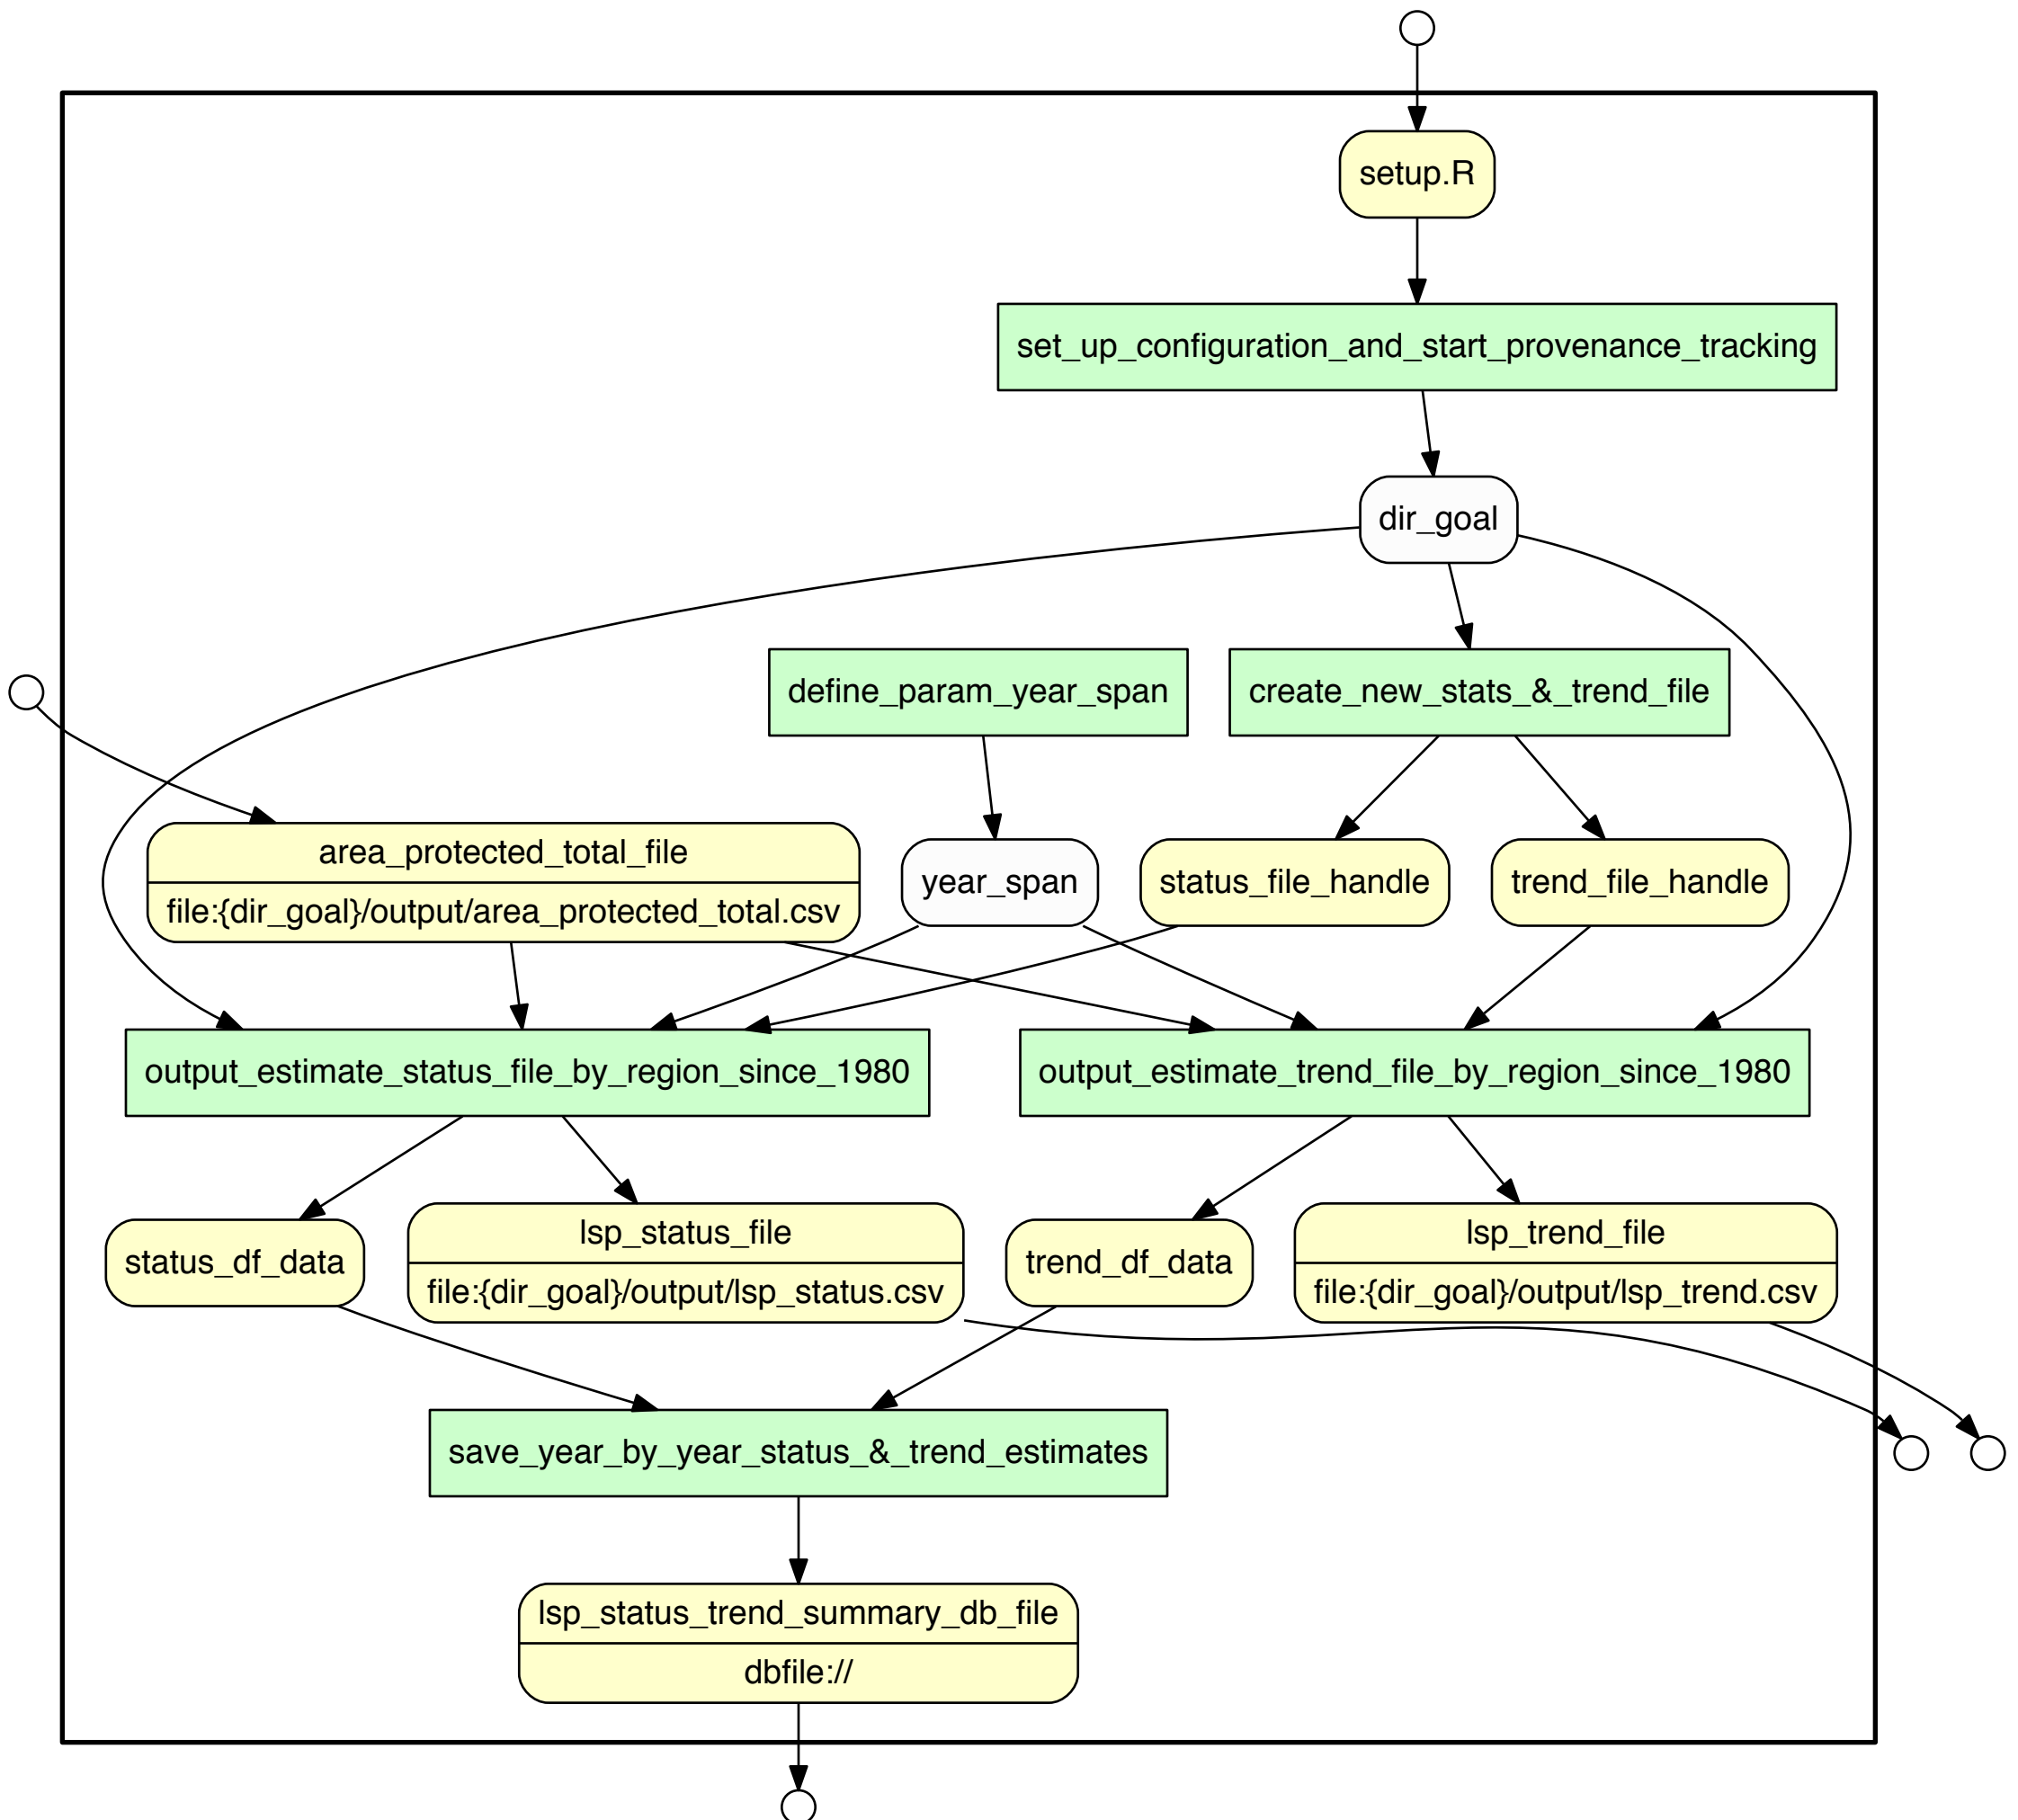 setup.R
set_up_configuration_and_start_provenance_tracking
dir_goal
define_param_year_span
create_new_stats_&_trend_file
area_protected_total_file
file:{dir_goal}/output/area_protected_total.csv
year_span
status_file_handle
trend_file_handle
output_estimate_status_file_by_region_since_1980
output_estimate_trend_file_by_region_since_1980
status_df_data
lsp_status_file
file:{dir_goal}/output/lsp_status.csv
trend_df_data
lsp_trend_file
file:{dir_goal}/output/lsp_trend.csv
save_year_by_year_status_&_trend_estimates
lsp_status_trend_summary_db_file
dbfile://